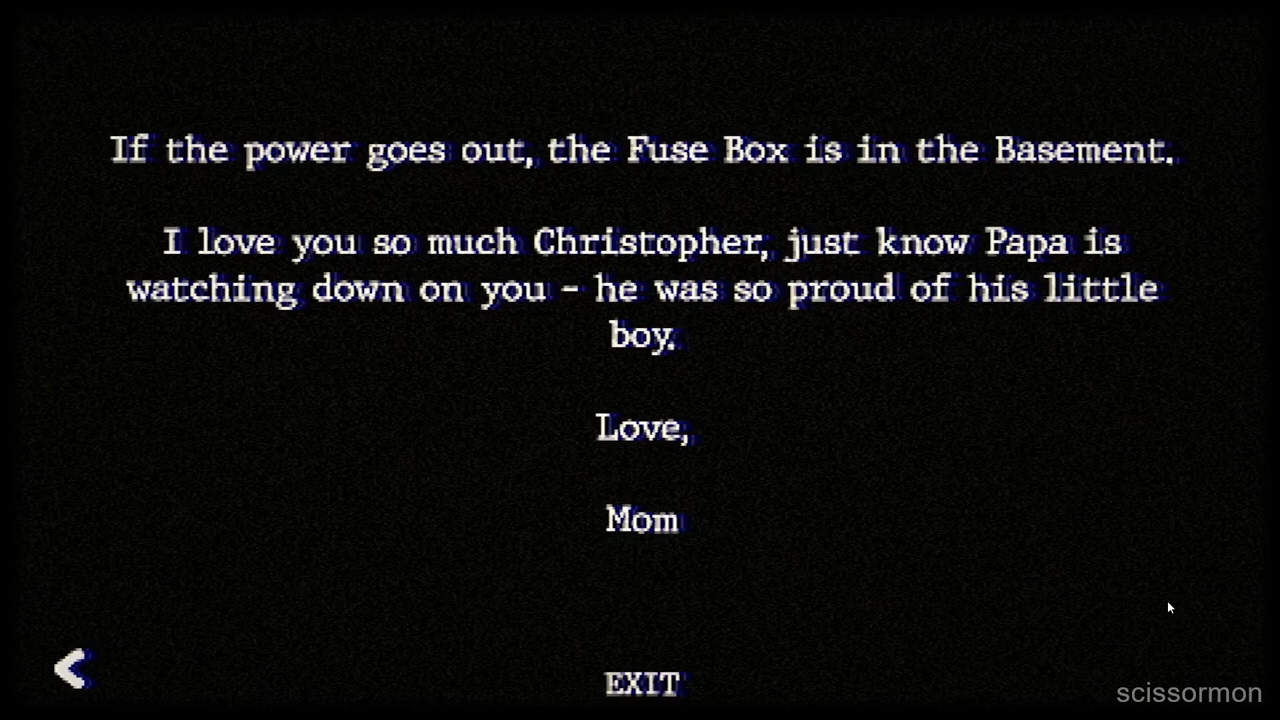 If the power goes out, the Fuse Box is in the Basement.
I love you so much Christopher, just know Papa is
watching down on you - he was so proud of his little
boy.
Love,
Mom
<
EXIT
scissormon